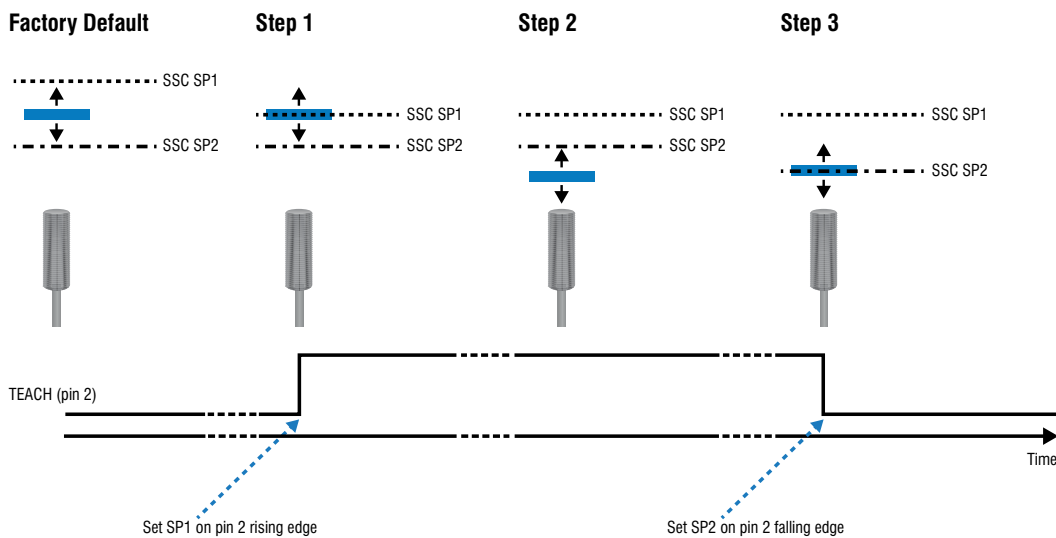 Factory Default
Step 1
Step 2
Step 3
SSC SP1
SSC SP2
SSC SP1
SSC SP2
SSC SP1
SSC SP2
SSC SP1
SSC SP2
TEACH (pin 2)
Time
Set SP1 on pin 2 rising edge
Set SP2 on pin 2 falling edge